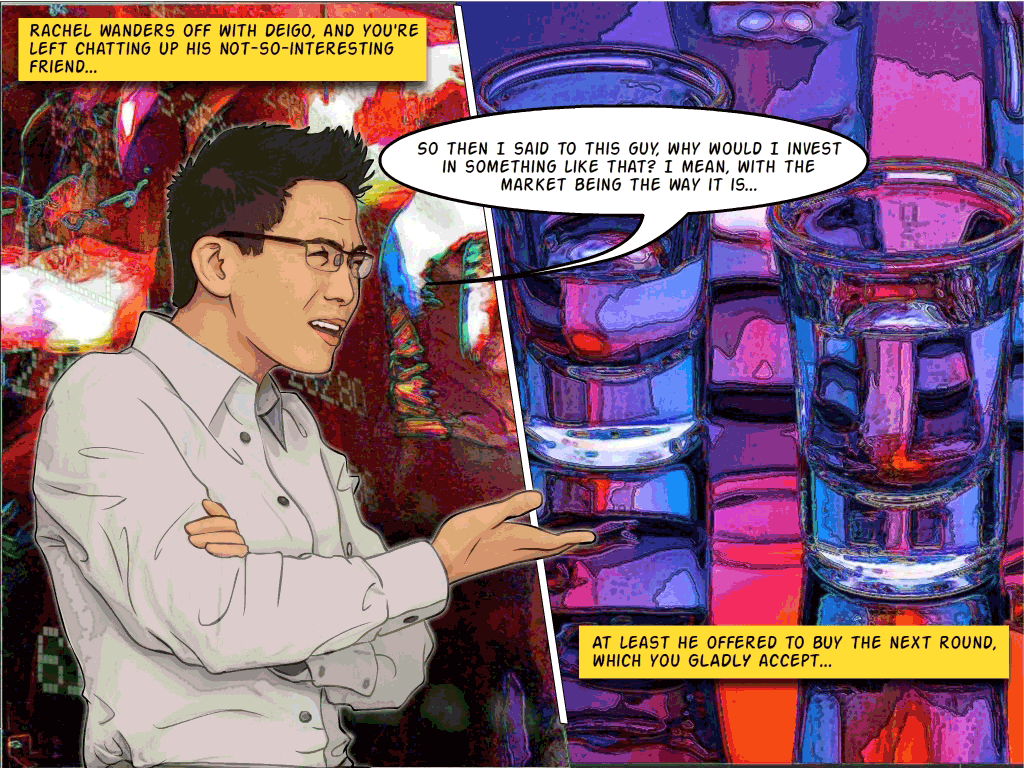 RACHEL WANDERS OFF WITH DEIGO, AND YOU'RE
LEFT CHATTING UP HIS NOT-SO-INTERESTING
FRIEND...
SO THEN I SAID TO THIS GUY, WHY WOULD I INVEST
IN SOMETHING LIKE THAT? I MEAN, WITH THE
MARKET BEING THE WAY IT IS...
AT LEAST HE OFFERED TO BUY THE NEXT ROUND,
WHICH YOU GLADLY ACCEPT...